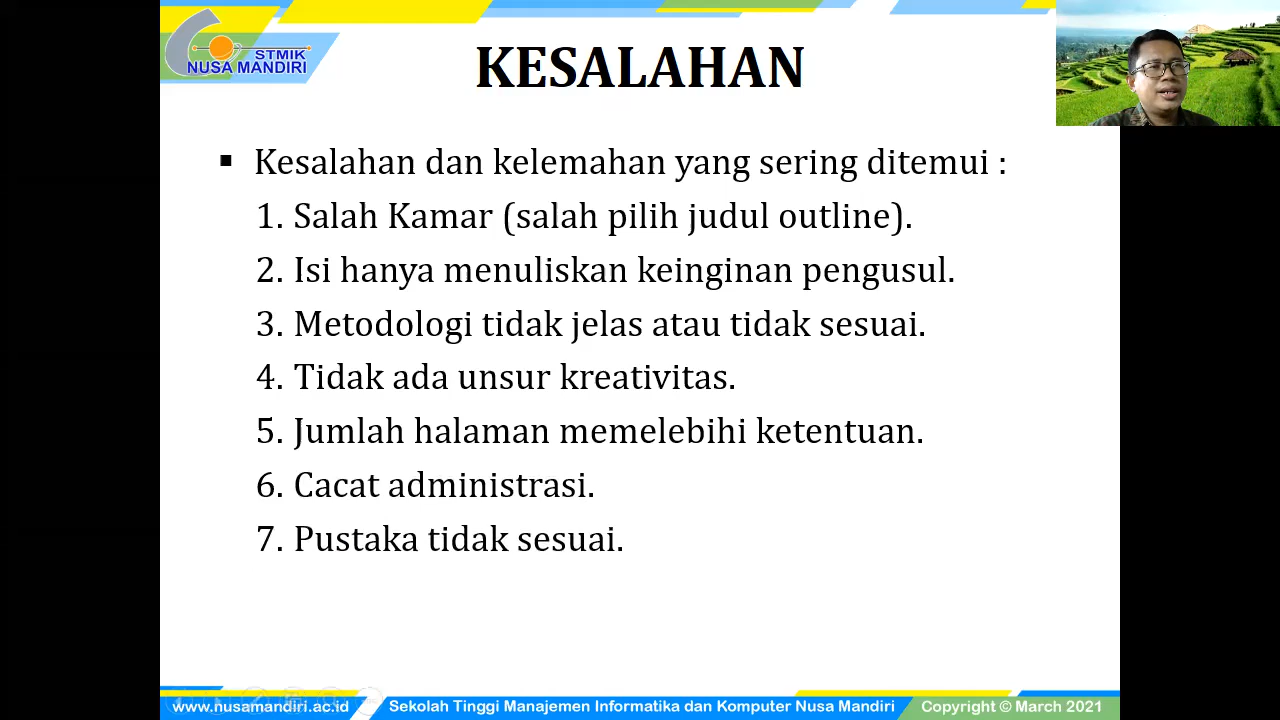 STMIK
NUSA MANDIRI
KESALAHAN
▪ Kesalahan dan kelemahan yang sering ditemui :
1. Salah Kamar (salah pilih judul outline).
2. Isi hanya menuliskan keinginan pengusul.
3. Metodologi tidak jelas atau tidak sesuai.
4. Tidak ada unsur kreativitas.
5. Jumlah halaman memelebihi ketentuan.
6. Cacat administrasi.
7. Pustaka tidak sesuai.
www.nusamandiri.ac.id
Sekolah Tinggi Manajemen Informatika dan Komputer Nusa Mandiri
Copyright © March 2021